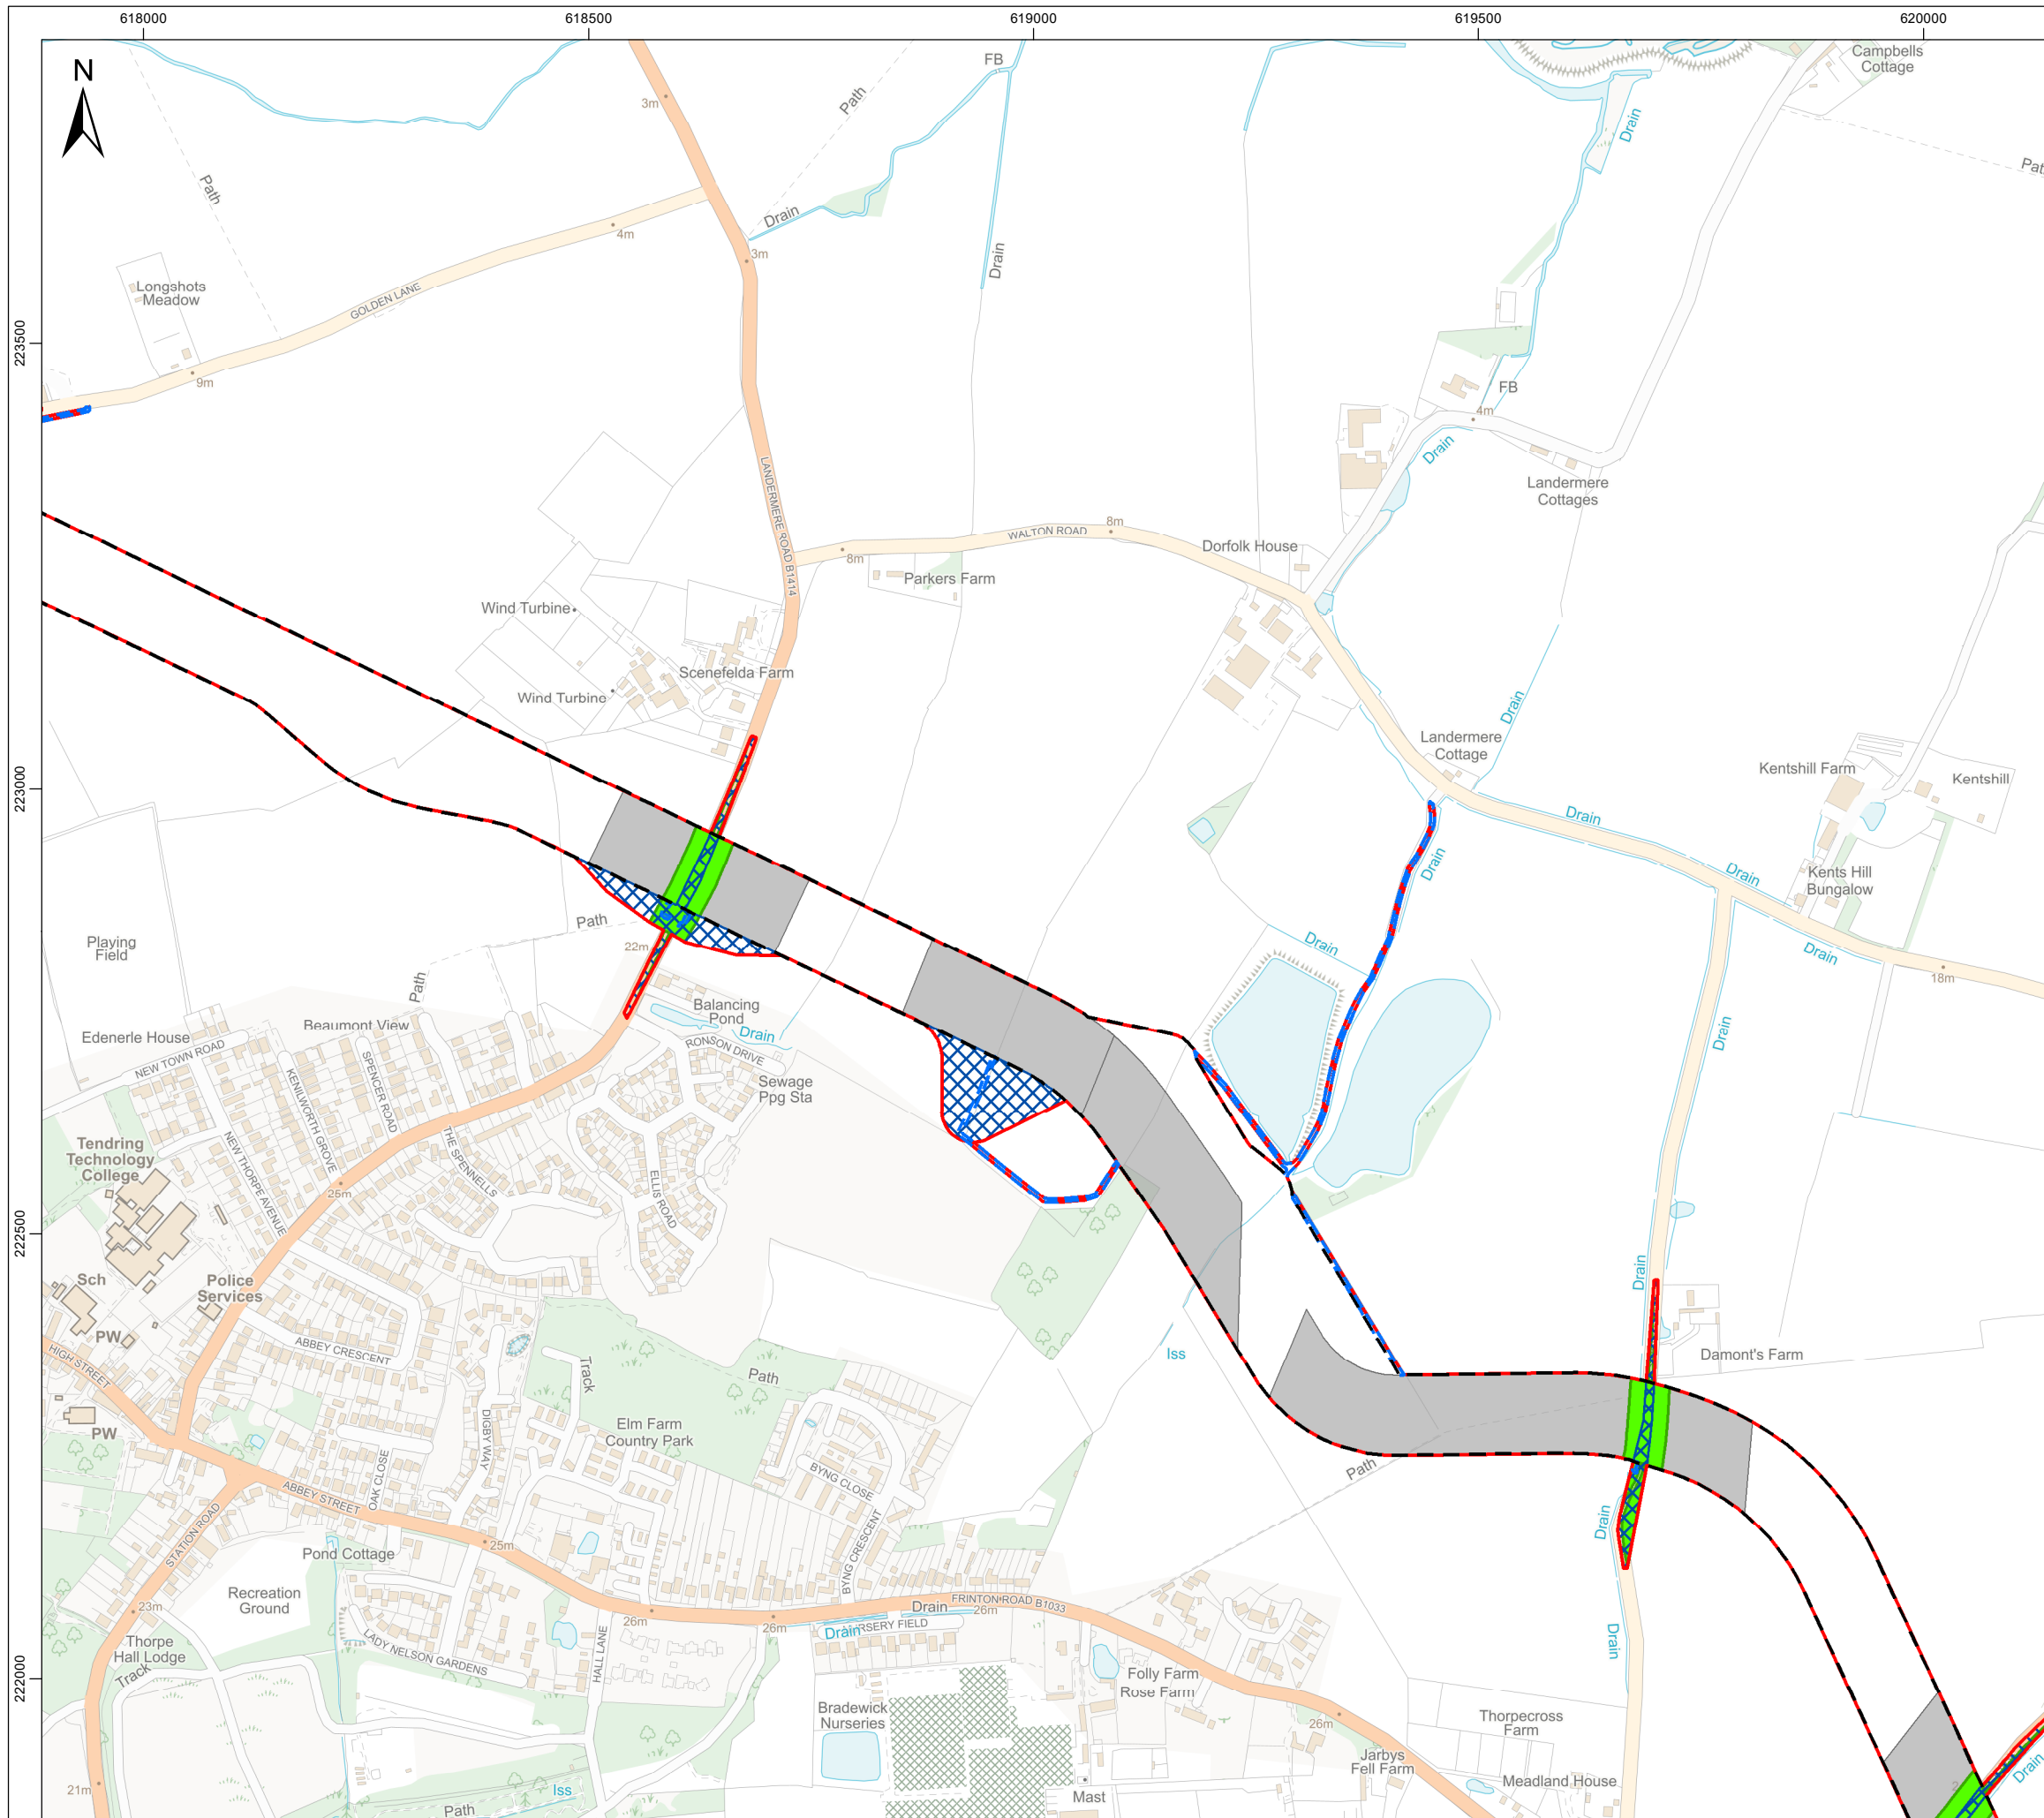 618000
618500
619000
619500
620000
N
223500
223000
222500
222000
Campbells
Cottage
FB
3m
Path
Drain
Path
Path
Drain
4m
3m
Drain
Longshots
Meadow
GOLDEN LANE
9m
FB
4m
Drain
LANDERMERE ROAD B1414
Landermere
Cottages
8m
WALTON ROAD
8m
Dorfolk House
Parkers Farm
Wind Turbine
Scenefelda Farm
Wind Turbine
Drain
Landermere
Cottage
Kentshill Farm
Kentshill
Drain
Drain
Drain
Kents Hill
Bungalow
Path
22m
Playing
Field
Drain
Drain
18m
Path
Balancing
Pond
Drain
Edenerle House
Beaumont View
NEW TOWN ROAD
RONSON DRIVE
Drain
KENILWORTH GROVE
SPENCER ROAD
Sewage
Ppg Sta
Tendring
Technology
College
NEW THORPE AVENUE
THE SPENNELLS
ELLIS ROAD
25m
Sch
Police
Services
Drain
PW
HIGH STREET
ABBEY CRESCENT
Track
Path
Iss
Damont's Farm
PW
DIGBY WAY
Elm Farm
Country Park
OAK CLOSE
BYNG CLOSE
Path
ABBEY STREET
STATION ROAD
25m
Drain
Pond Cottage
BYNG CRESCENT
Recreation
Ground
23m
26m
26m
Drain
26m
FRINTON ROAD B1033
Drain
Drain
Thorpe
Hall Lodge
Track
LADY NELSON GARDENS
HALL LANE
Folly Farm
Rose Farm
Bradewick
Nurseries
26m
Thorpecross
Farm
Jarbys
Fell Farm
Meadland House
Drain
21m
Iss
Path
Mast